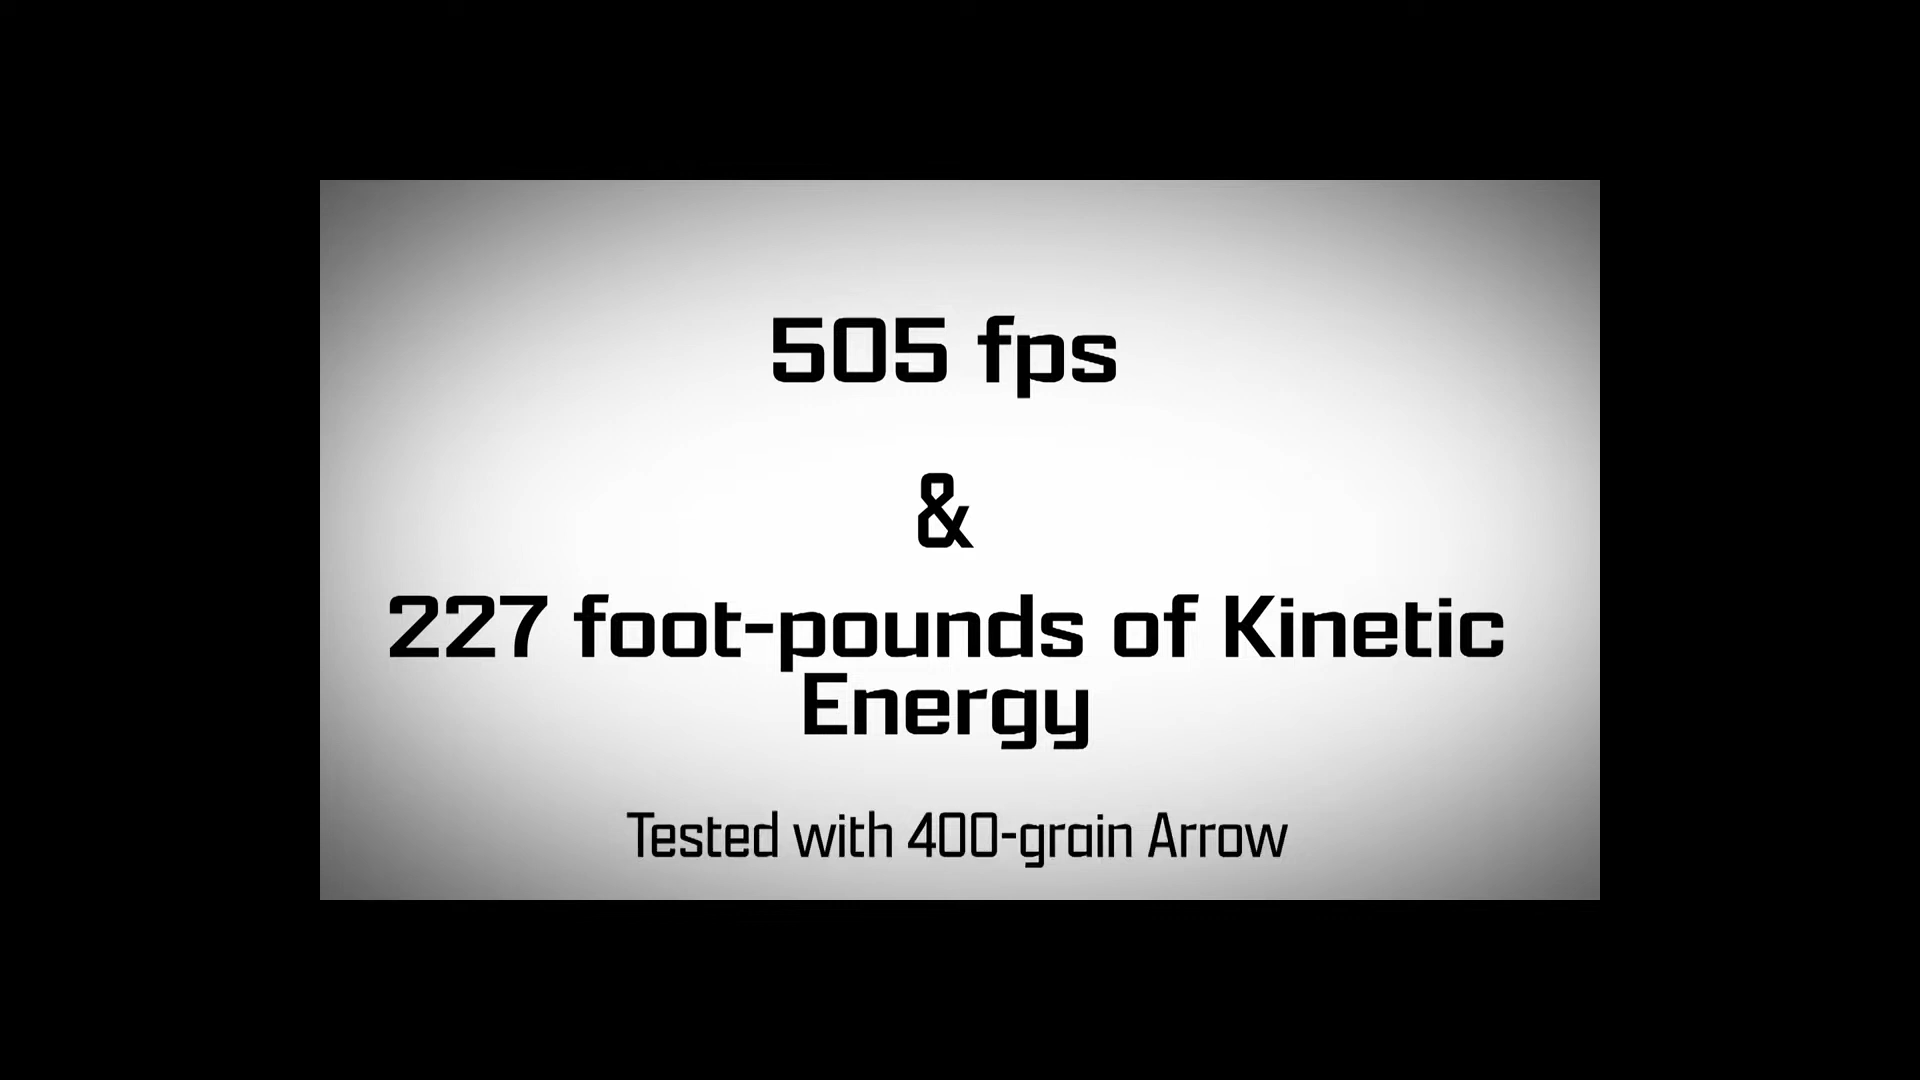 505 fps
&
227 foot-pounds of Kinetic
Energy
Tested with 400-grain Arrow